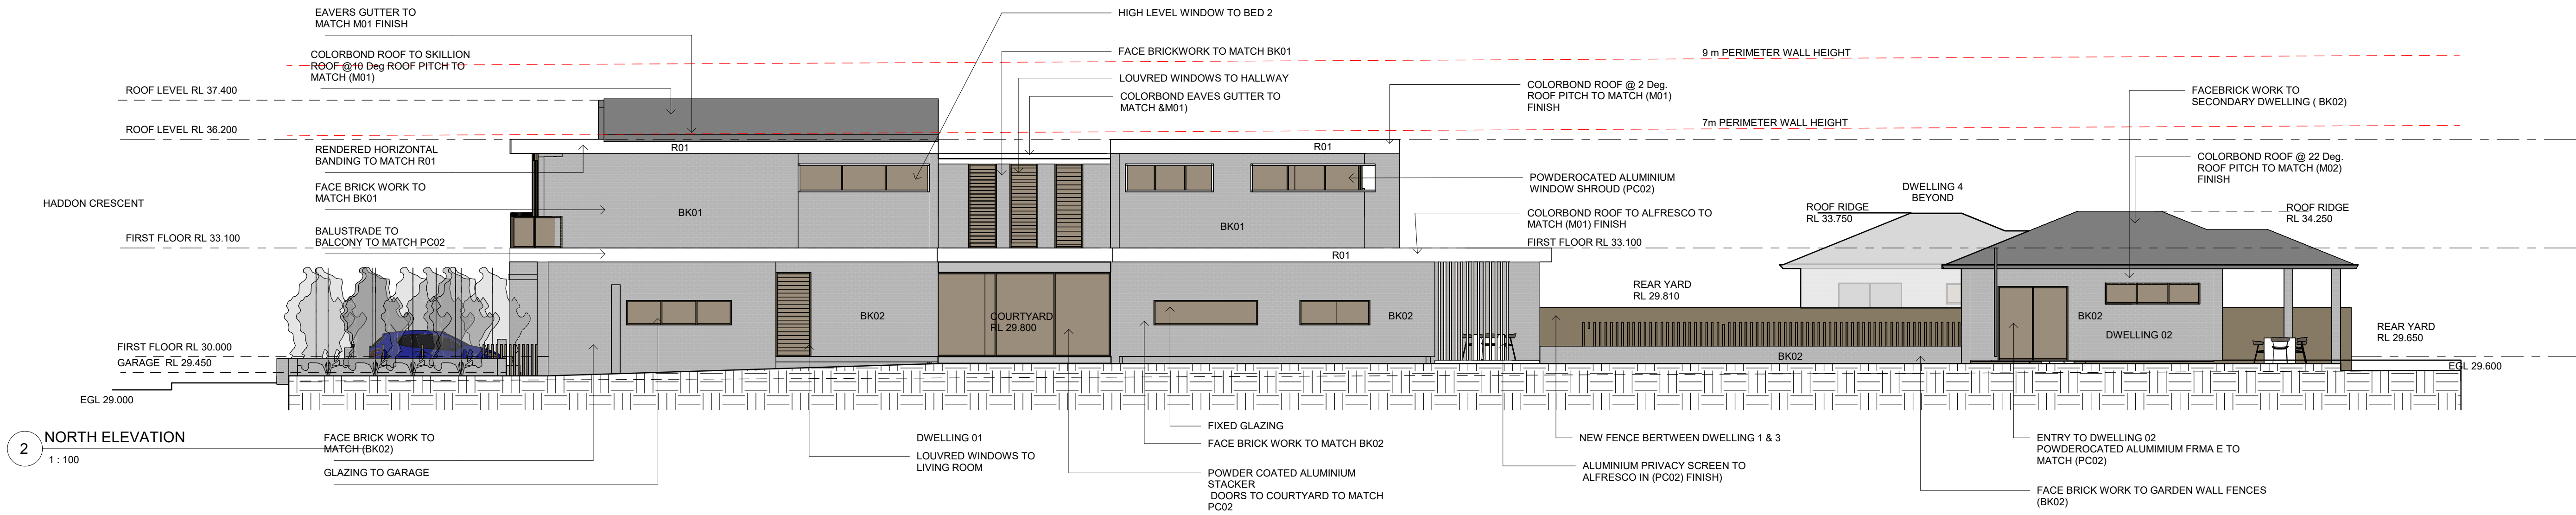 EAVERS GUTTER TO
MATCH M01 FINISH
COLORBOND ROOF TO SKILLION
ROOF @10 Deg ROOF PITCH TO
MATCH (M01)
ROOF LEVEL RL 37.400
ROOF LEVEL RL 36.200
RENDERED HORIZONTAL
BANDING TO MATCH R01
FACE BRICK WORK TO
MATCH BK01
HADDON CRESCENT
BALUSTRADE TO
BALCONY TO MATCH PC02
FIRST FLOOR RL 33.100
FIRST FLOOR RL 30.000
GARAGE RL 29.450
EGL 29.000
HIGH LEVEL WINDOW TO BED 2
FACE BRICKWORK TO MATCH BK01
LOUVRED WINDOWS TO HALLWAY
COLORBOND EAVES GUTTER TO
MATCH &M01)
9 m PERIMETER WALL HEIGHT
COLORBOND ROOF @ 2 Deg.
ROOF PITCH TO MATCH (M01)
FINISH
7m PERIMETER WALL HEIGHT
FACEBRICK WORK TO
SECONDARY DWELLING ( BK02)
COLORBOND ROOF @ 22 Deg.
ROOF PITCH TO MATCH (M02)
FINISH
POWDEROCATED ALUMINIUM
WINDOW SHROUD (PC02)
COLORBOND ROOF TO ALFRESCO TO
MATCH (M01) FINISH
FIRST FLOOR RL 33.100
DWELLING 4
BEYOND
ROOF RIDGE
RL 33.750
ROOF RIDGE
RL 34.250
R01
R01
BK01
BK01
R01
REAR YARD
RL 29.810
BK02
COURTYARD
RL 29.800
BK02
BK02
DWELLING 02
BK02
REAR YARD
RL 29.650
EGL 29.600
2
NORTH ELEVATION
1 : 100
FACE BRICK WORK TO
MATCH (BK02)
GLAZING TO GARAGE
DWELLING 01
LOUVRED WINDOWS TO
LIVING ROOM
FIXED GLAZING
FACE BRICK WORK TO MATCH BK02
POWDER COATED ALUMINIUM
STACKER
DOORS TO COURTYARD TO MATCH
PC02
NEW FENCE BERTWEEN DWELLING 1 & 3
ALUMINIUM PRIVACY SCREEN TO
ALFRESCO IN (PC02) FINISH)
ENTRY TO DWELLING 02
POWDEROCATED ALUMIMIUM FRMA E TO
MATCH (PC02)
FACE BRICK WORK TO GARDEN WALL FENCES
(BK02)